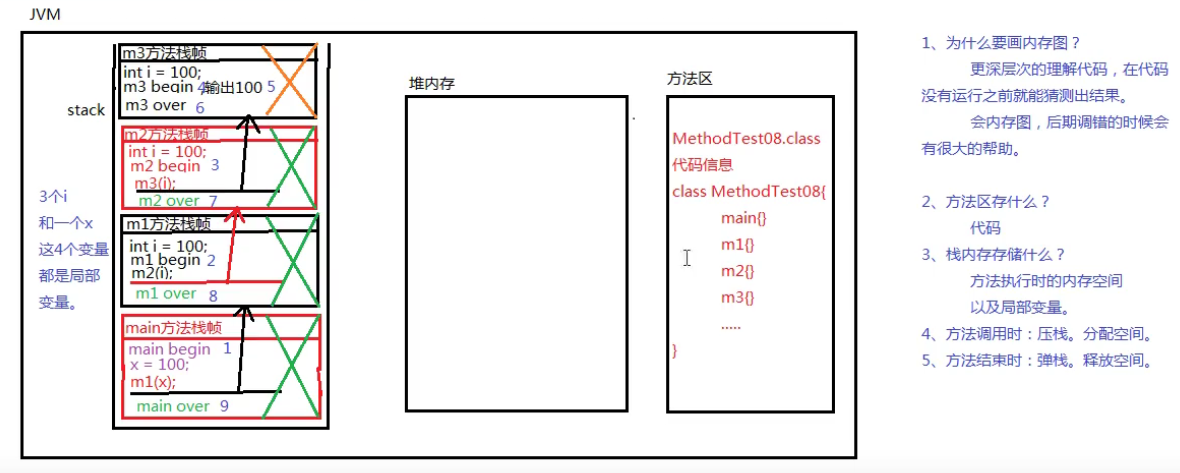 JVM
m3方法栈帧
int i = 100;
m3 begin 4 输出100 5
m3 over 6
stack
m2方法栈帧
int i = 100;
m2 begin 3
m3(i);
m2 over 7
3个i
和一个x
这4个变量
都是局部
变量。
m1方法栈帧
int i = 100;
m1 begin 2
m2(i);
m1 over 8
main方法栈帧
main begin 1
x = 100;
m1(x);
main over 9
堆内存
方法区
MethodTest08.class
代码信息
class MethodTest08{
main{}
m1{}
m2{}
m3{}
.....
}
1、为什么要画内存图？
更深层次的理解代码，在代码
没有运行之前就能猜测出结果。
会内存图，后期调错的时候会
有很大的帮助。
2、方法区存什么？
代码
3、栈内存存储什么？
方法执行时的内存空间
以及局部变量。
4、方法调用时：压栈。分配空间。
5、方法结束时：弹栈。释放空间。